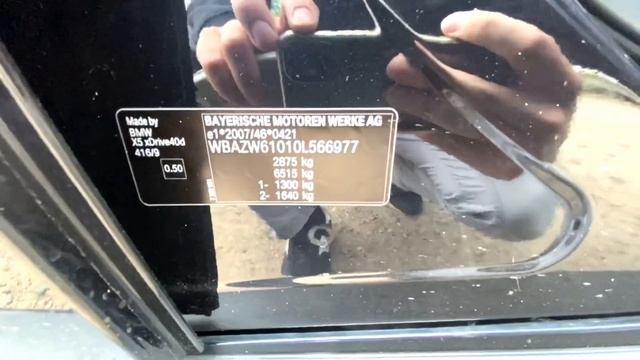 Made by
BMW
X5 xDrive40d
416/9
0.50
BAYERISCHE MOTOREN WERKE AG
e1*2007/46*0421
WBAZW61010L566977
2875 kg
6515 kg
1- 1300 kg
2- 1640 kg